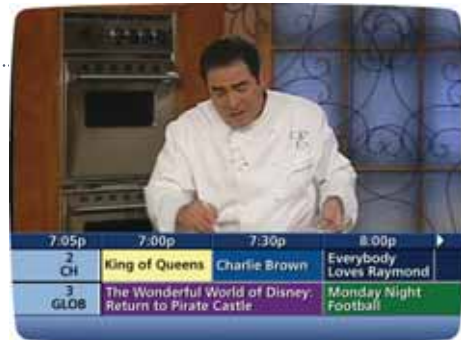 7:05p 7:00p 7:30p 8:00p
2
CH
King of Queens
Charlie Brown
Everybody
Loves Raymond
3
GLOB
The Wonderful World of Disney:
Return to Pirate Castle
Monday Night
Football